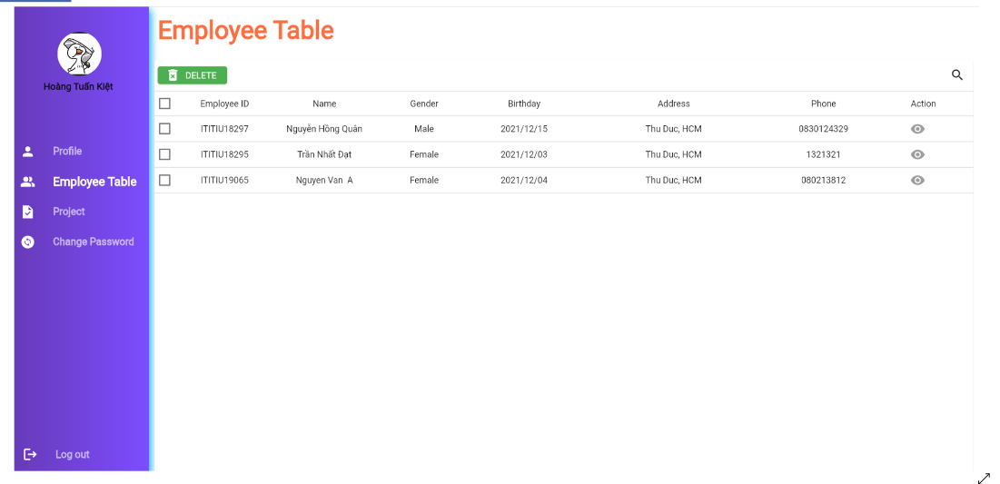 Employee Table
Hoàng Tuấn Kiệt
Profile
Employee Table
Project
Change Password
Log out
DELETE
Employee ID Name Gender Birthday Address Phone Action
ITITIU18297 Nguyễn Hồng Quân Male 2021/12/15 Thu Duc, HCM 0830124329
ITITIU18295 Trần Nhất Đạt Female 2021/12/03 Thu Duc, HCM 1321321
ITITIU19065 Nguyen Van A Female 2021/12/04 Thu Duc, HCM 080213812